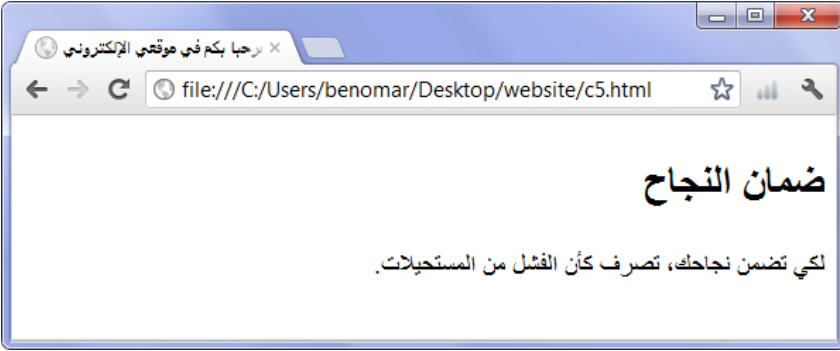 مرحبا بكم في موقعي الإلكتروني
file:///C:/Users/benomar/Desktop/website/c5.html
ضمان النجاح
لكي تضمن نجاحك، تصرف كأن الفشل من المستحيلات.